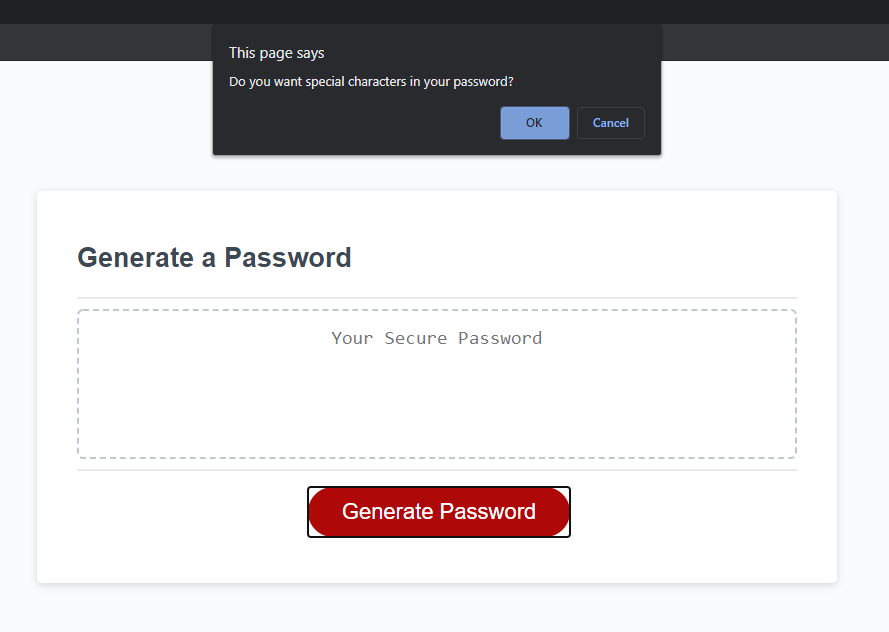 This page says
Do you want special characters in your password?
OK
Cancel
Generate a Password
Your Secure Password
Generate Password